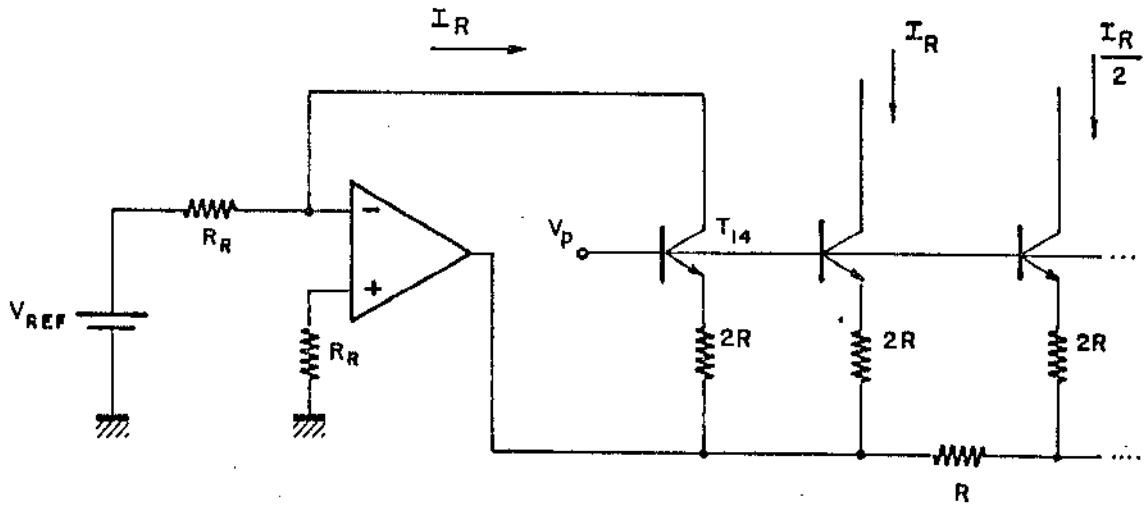 I_R
I_R
I_R
2
R_R
−
V_P
T_14
+
V_REF
R_R
2R
2R
2R
R
....
....